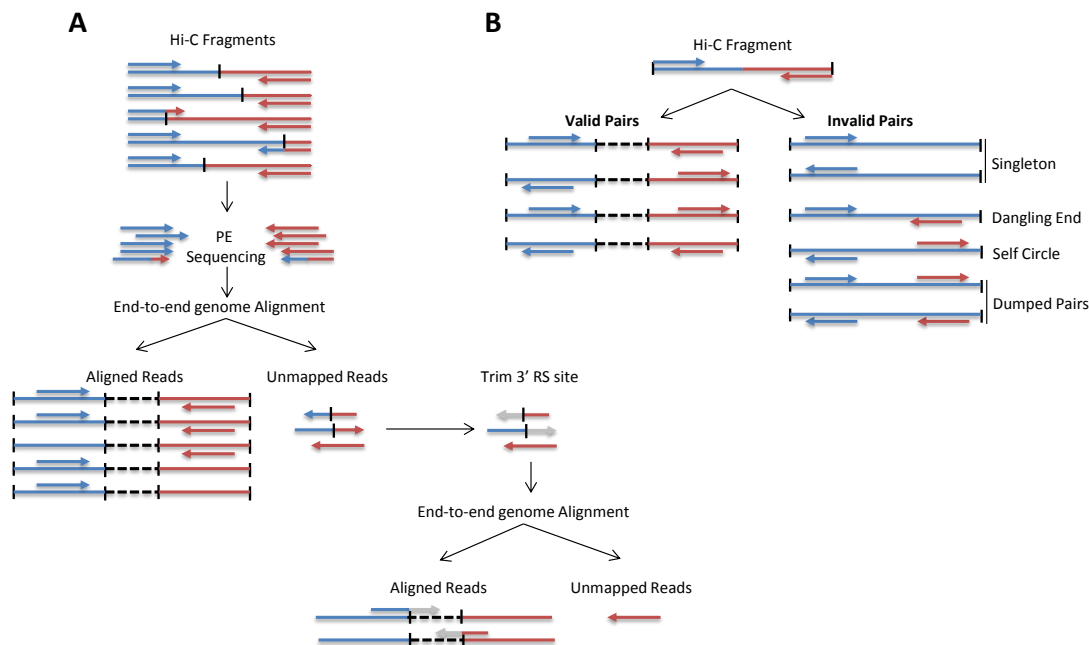 A
Hi-C Fragments
PE
Sequencing
End-to-end genome Alignment
Aligned Reads
Unmapped Reads
Trim 3’ RS site
End-to-end genome Alignment
Aligned Reads
Unmapped Reads
B
Hi-C Fragment
Valid Pairs
Invalid Pairs
Singleton
Dangling End
Self Circle
Dumped Pairs